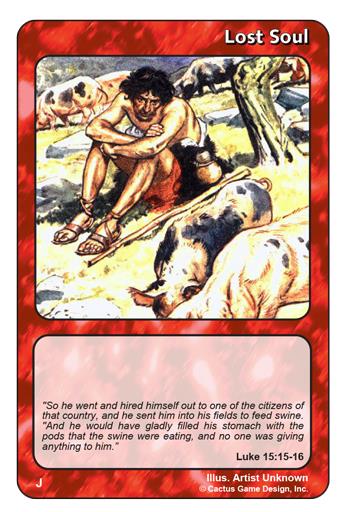 Lost Soul
"So he went and hired himself out to one of the citizens of
that country, and he sent him into his fields to feed swine.
"And he would have gladly filled his stomach with the
pods that the swine were eating, and no one was giving
anything to him."
Luke 15:15-16
Illus. Artist Unknown
J
© Cactus Game Design, Inc.